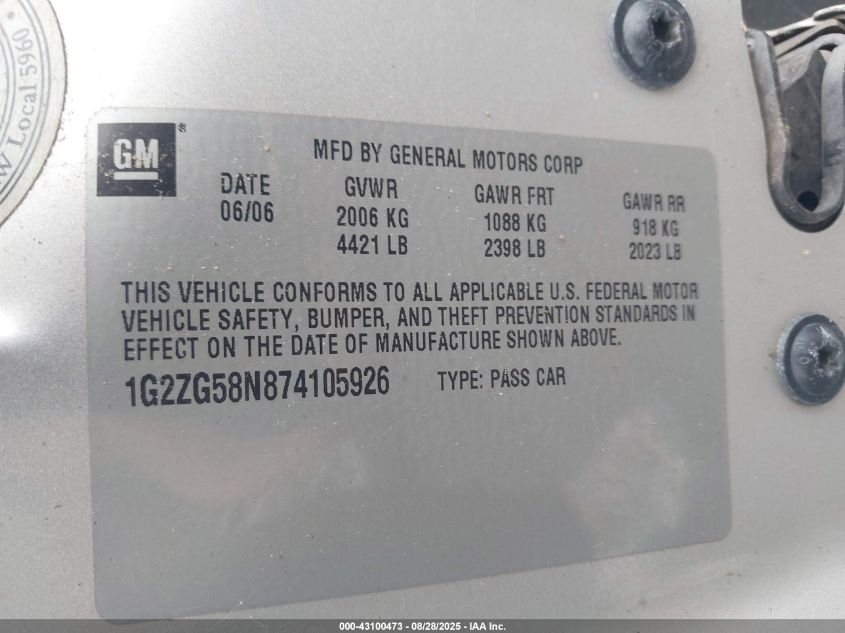 W Local 5960
GM®
MFD BY GENERAL MOTORS CORP
DATE GVWR GAWR FRT GAWR RR
06/06 2006 KG 1088 KG 918 KG
4421 LB 2398 LB 2023 LB
THIS VEHICLE CONFORMS TO ALL APPLICABLE U.S. FEDERAL MOTOR
VEHICLE SAFETY, BUMPER, AND THEFT PREVENTION STANDARDS IN
EFFECT ON THE DATE OF MANUFACTURE SHOWN ABOVE.
1G2ZG58N874105926 TYPE: PASS CAR
000-43100473 - 08/28/2025 - IAA Inc.